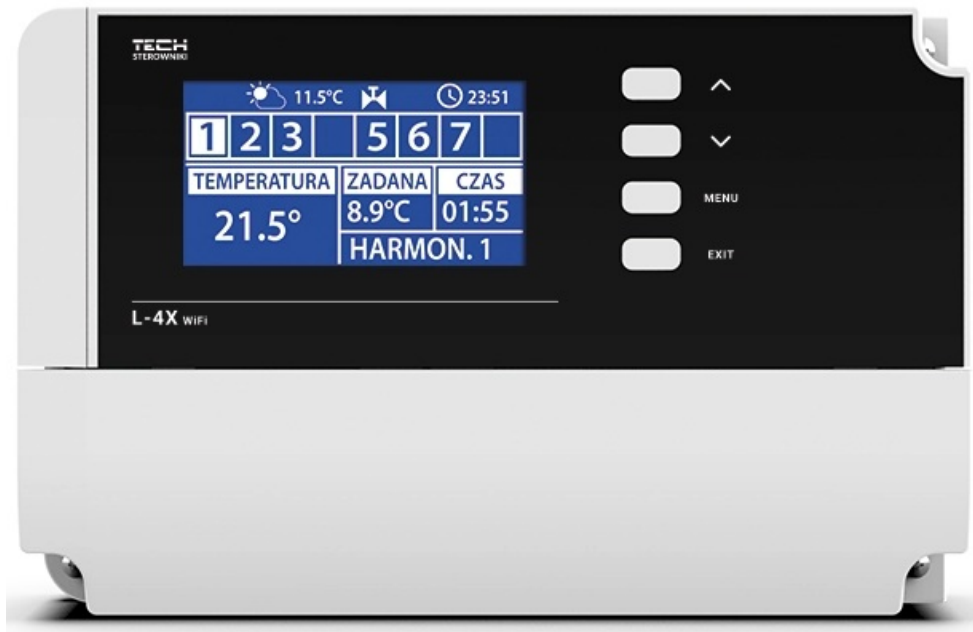 TECH
STEROWNIKI
11.5°C 23:51
1 2 3 5 6 7
TEMPERATURA ZADANA CZAS
21.5° 8.9°C 01:55
HARMON. 1
MENU
EXIT
L-4X WiFi